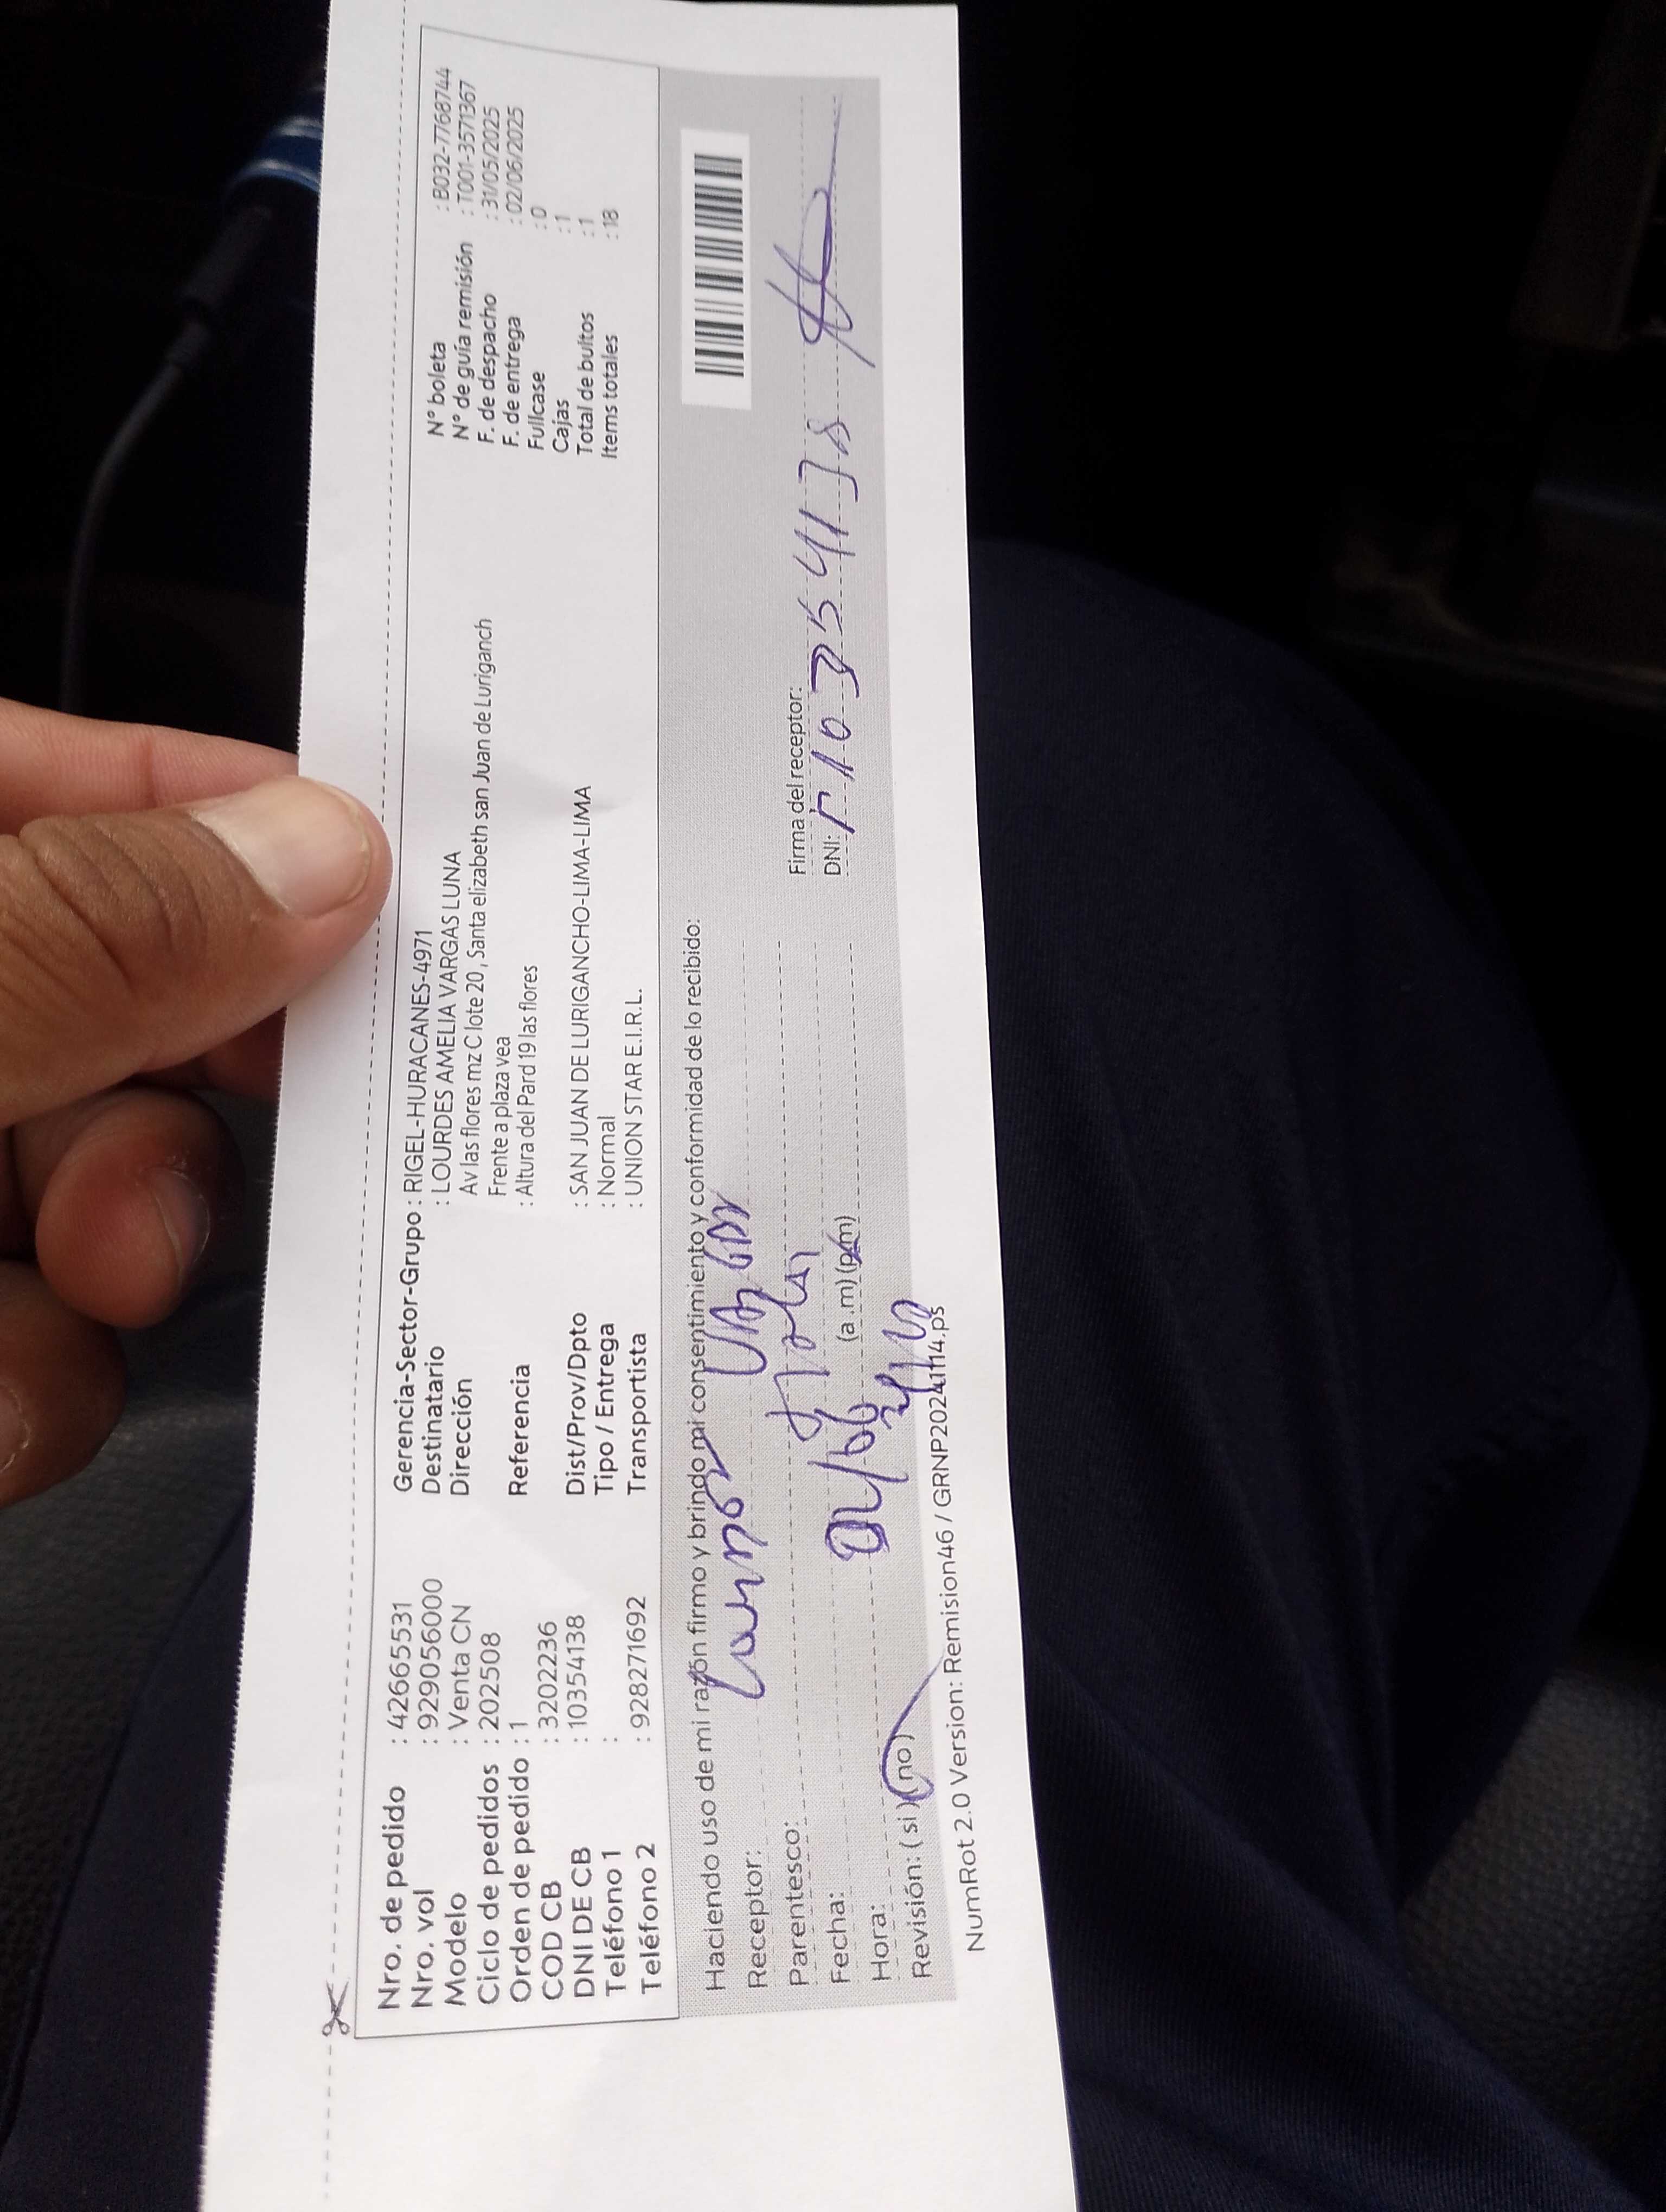 Nro. de pedido : 42665531
Nro. vol : 929056000
Modelo : Venta CN
Ciclo de pedidos : 202508
Orden de pedido : 1
COD CB : 3202236
DNI DE CB : 10354138
Teléfono 1 :
Teléfono 2 : 928271692
Gerencia-Sector-Grupo : RIGEL-HURACANES-4971
Destinatario : LOURDES AMELIA VARGAS LUNA
Dirección Av las flores mz C lote 20 , Santa elizabeth san Juan de Luriganch
Frente a plaza vea
Referencia : Altura del Pard 19 las flores
Dist/Prov/Dpto : SAN JUAN DE LURIGANCHO-LIMA-LIMA
Tipo / Entrega : Normal
Transportista : UNION STAR E.I.R.L.
N° boleta : B032-7768744
N° de guía remisión : T001-3571367
F. de despacho : 31/05/2025
F. de entrega : 02/06/2025
Fullcase : 0
Cajas : 1
Total de bultos : 1
Items totales : 18
Haciendo uso de mi razón firmo y brindo mi consentimiento y conformidad de lo recibido:
Receptor:
Parentesco:
Fecha:
Hora: (a .m) (p.m)
Revisión: ( si ) (no)
Firma del receptor:
DNI: 10354138
NumRot 2.0 Version: Remision46 / GRNP20241114.ps